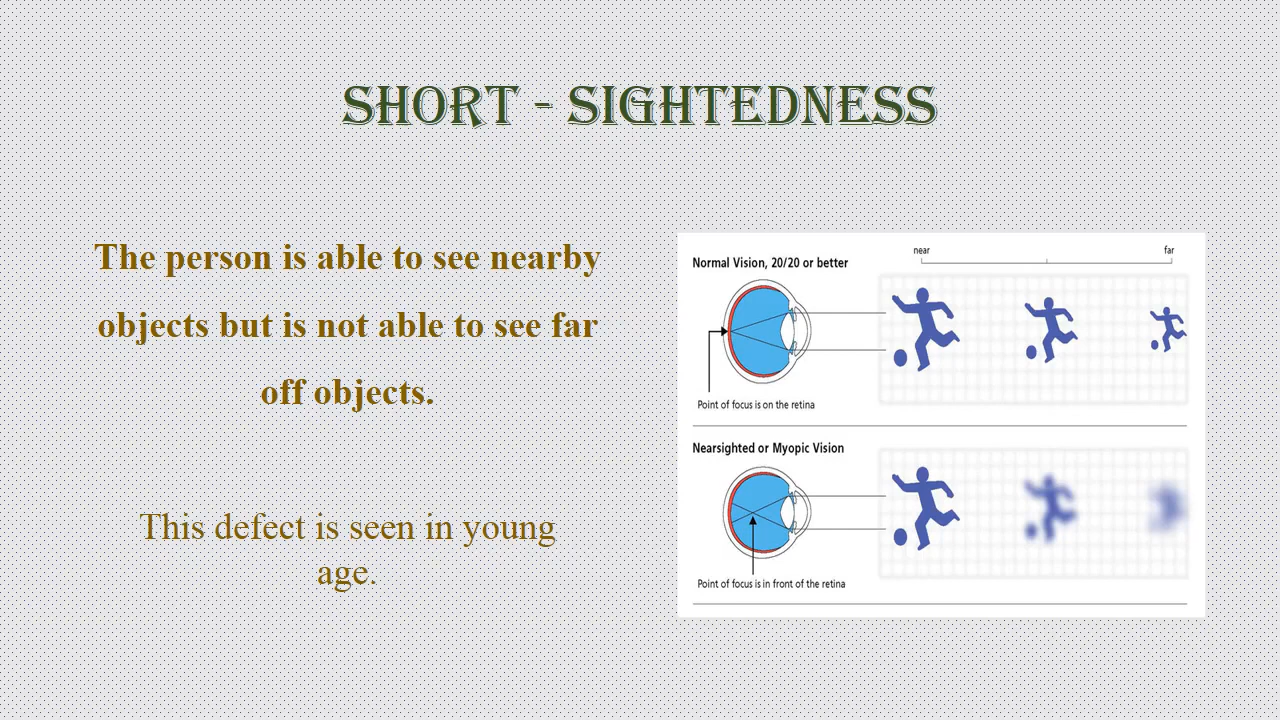 SHORT - SIGHTEDNESS
The person is able to see nearby
objects but is not able to see far
off objects.
This defect is seen in young
age.
near
far
Normal Vision, 20/20 or better
Point of focus is on the retina
Nearsighted or Myopic Vision
Point of focus is in front of the retina